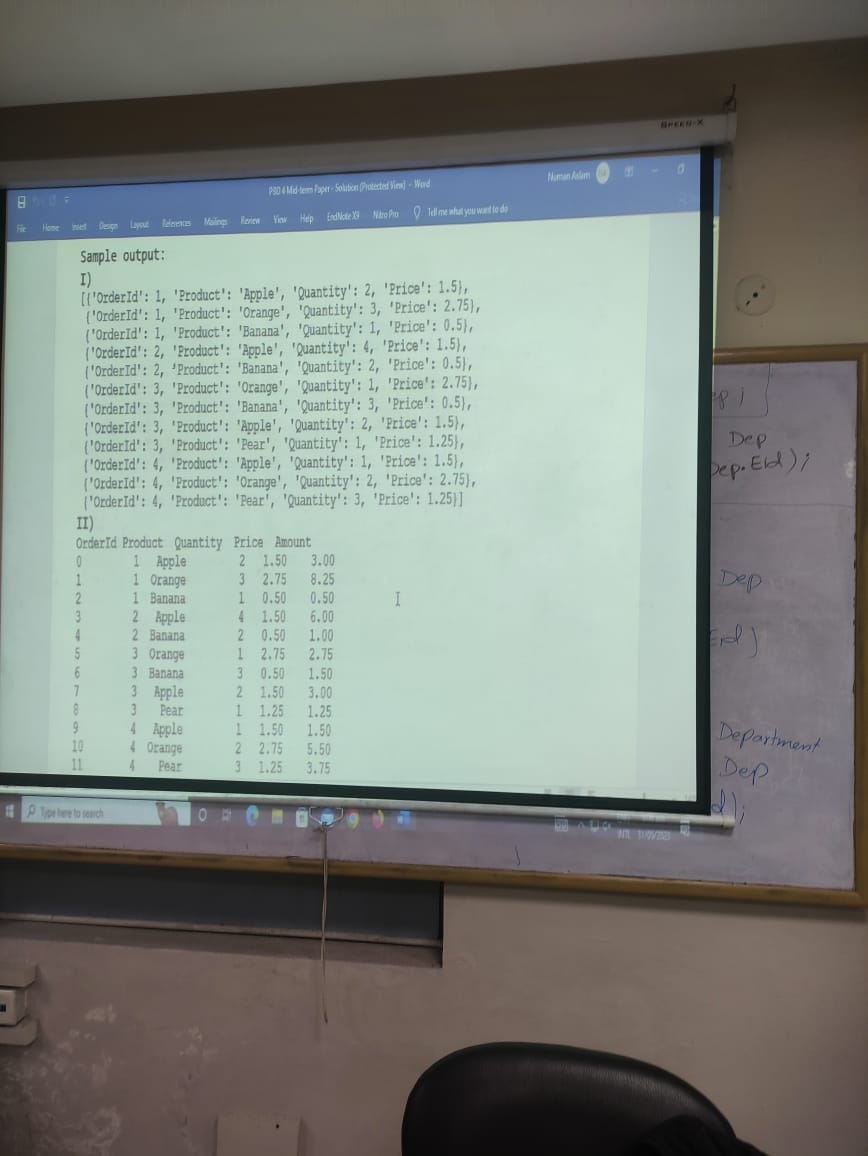 SPEED-X
PBD 4 Mid-term Paper - Solution (Protected View) - Word
Numan Aslam
File Home Insert Design Layout References Mailings Review View Help EndNote X9 Nitro Pro Tell me what you want to do
Sample output:
I)
[{'OrderId': 1, 'Product': 'Apple', 'Quantity': 2, 'Price': 1.5},
{'OrderId': 1, 'Product': 'Orange', 'Quantity': 3, 'Price': 2.75},
{'OrderId': 1, 'Product': 'Banana', 'Quantity': 1, 'Price': 0.5},
{'OrderId': 2, 'Product': 'Apple', 'Quantity': 4, 'Price': 1.5},
{'OrderId': 2, 'Product': 'Banana', 'Quantity': 2, 'Price': 0.5},
{'OrderId': 3, 'Product': 'Orange', 'Quantity': 1, 'Price': 2.75},
{'OrderId': 3, 'Product': 'Banana', 'Quantity': 3, 'Price': 0.5},
{'OrderId': 3, 'Product': 'Apple', 'Quantity': 2, 'Price': 1.5},
{'OrderId': 3, 'Product': 'Pear', 'Quantity': 1, 'Price': 1.25},
{'OrderId': 4, 'Product': 'Apple', 'Quantity': 1, 'Price': 1.5},
{'OrderId': 4, 'Product': 'Orange', 'Quantity': 2, 'Price': 2.75},
{'OrderId': 4, 'Product': 'Pear', 'Quantity': 3, 'Price': 1.25}]
II)
OrderId Product Quantity Price Amount
0 1 Apple 2 1.50 3.00
1 1 Orange 3 2.75 8.25
2 1 Banana 1 0.50 0.50
3 2 Apple 4 1.50 6.00
4 2 Banana 2 0.50 1.00
5 3 Orange 1 2.75 2.75
6 3 Banana 3 0.50 1.50
7 3 Apple 2 1.50 3.00
8 3 Pear 1 1.25 1.25
9 4 Apple 1 1.50 1.50
10 4 Orange 2 2.75 5.50
11 4 Pear 3 1.25 3.75
Type here to search
INTL
Dep
Dep.EId);
Dep
Department
Dep
d);